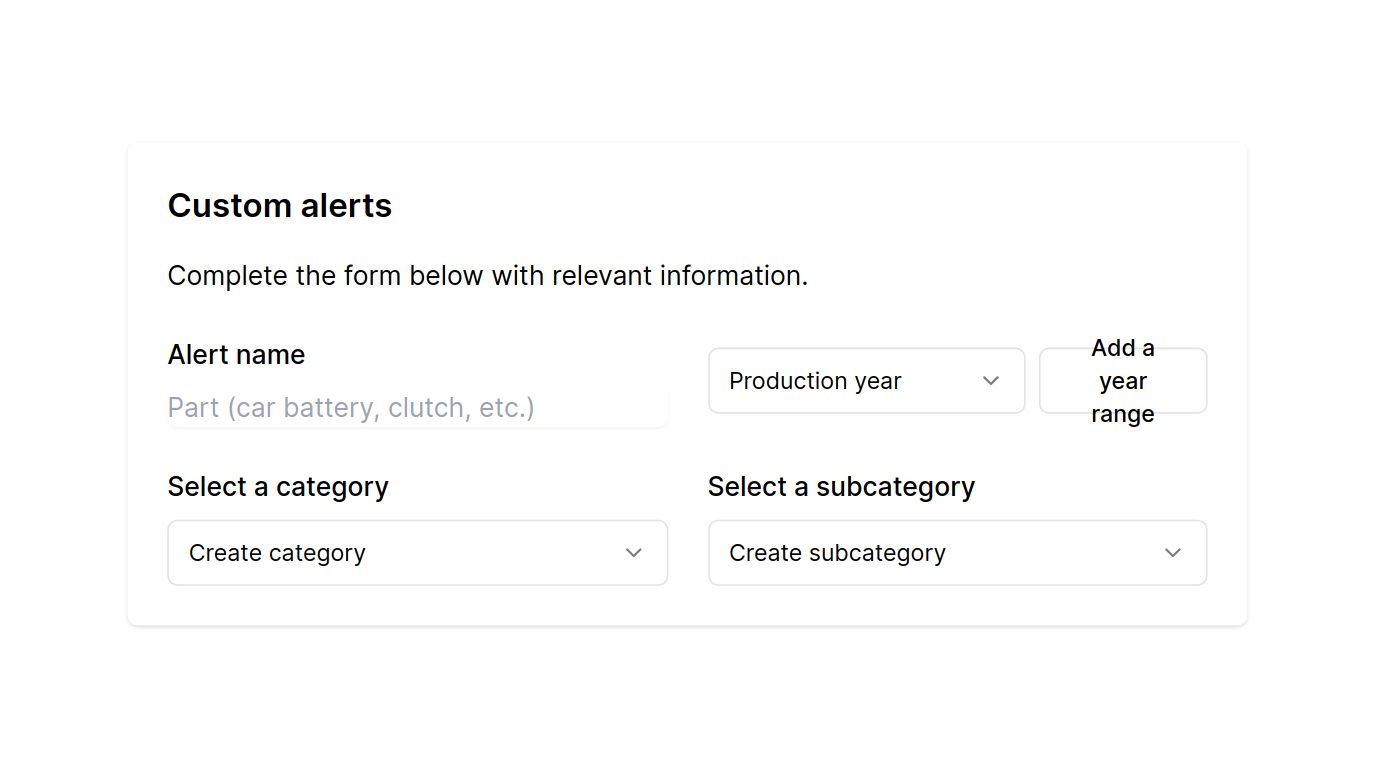 Custom alerts
Complete the form below with relevant information.
Alert name
Part (car battery, clutch, etc.)
Production year
Add a
year
range
Select a category
Create category
Select a subcategory
Create subcategory